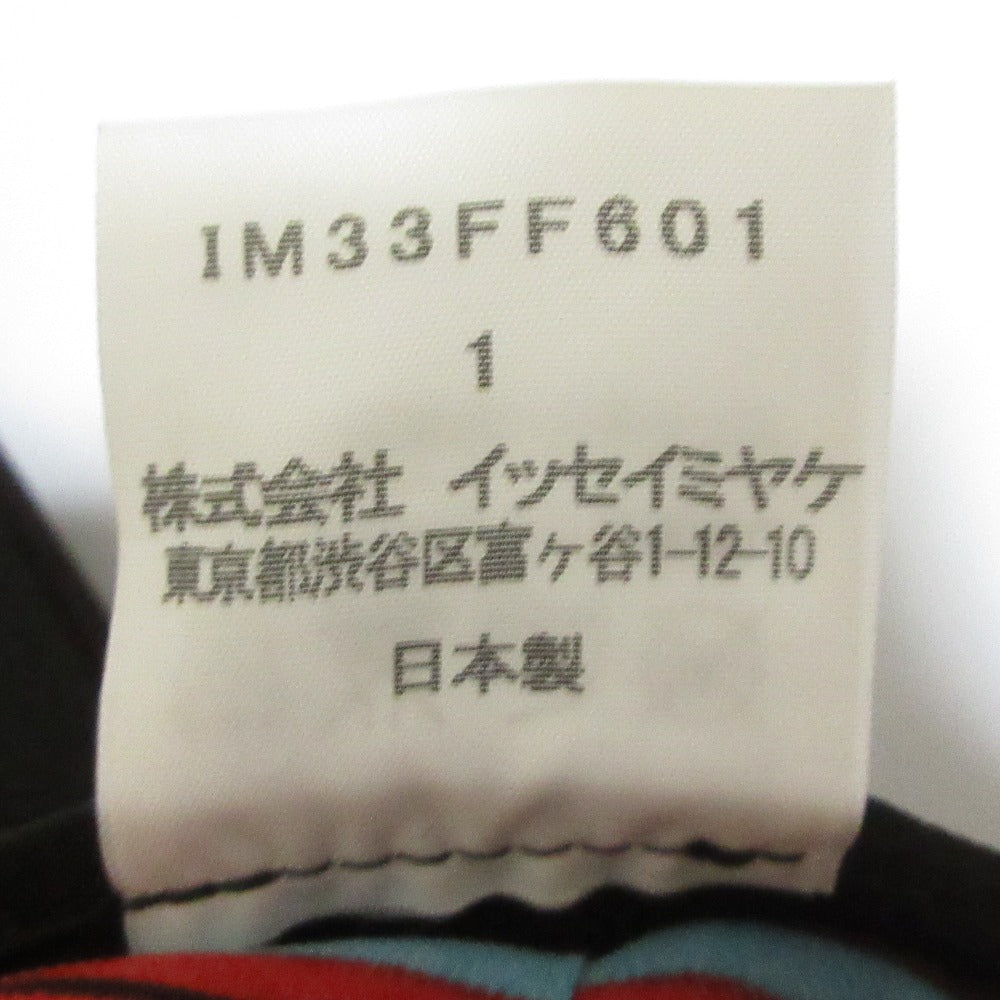 IM33FF601
1
株式会社 イッセイミヤケ
東京都渋谷区富ヶ谷1-12-10
日本製